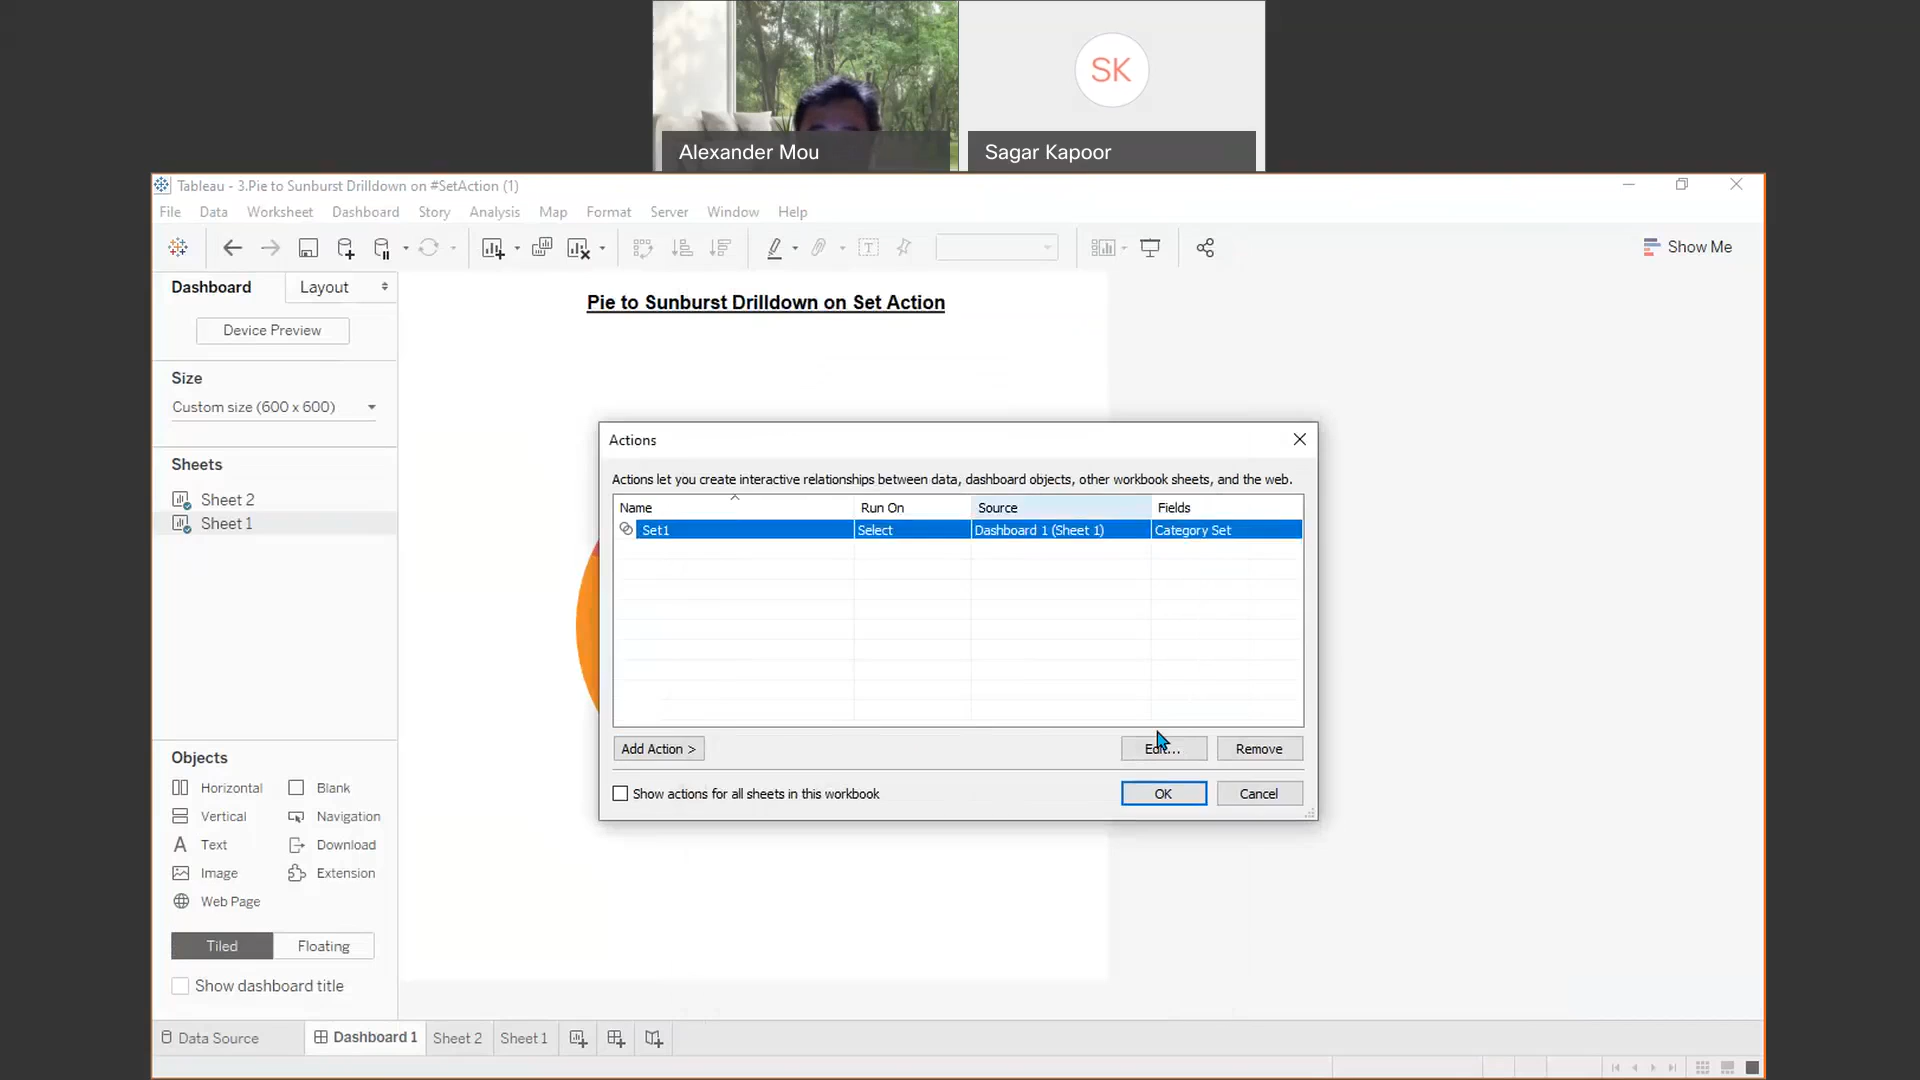 SK
Alexander Mou
Sagar Kapoor
Tableau - 3.Pie to Sunburst Drilldown on #SetAction (1)
File Data Worksheet Dashboard Story Analysis Map Format Server Window Help
Show Me
Dashboard Layout
Device Preview
Size
Custom size (600 x 600)
Sheets
Sheet 2
Sheet 1
Pie to Sunburst Drilldown on Set Action
Actions
Actions let you create interactive relationships between data, dashboard objects, other workbook sheets, and the web.
Name Run On Source Fields
Set1 Select Dashboard 1 (Sheet 1) Category Set
Add Action > Edit... Remove
Show actions for all sheets in this workbook OK Cancel
Objects
Horizontal Blank
Vertical Navigation
Text Download
Image Extension
Web Page
Tiled Floating
Show dashboard title
Data Source Dashboard 1 Sheet 2 Sheet 1